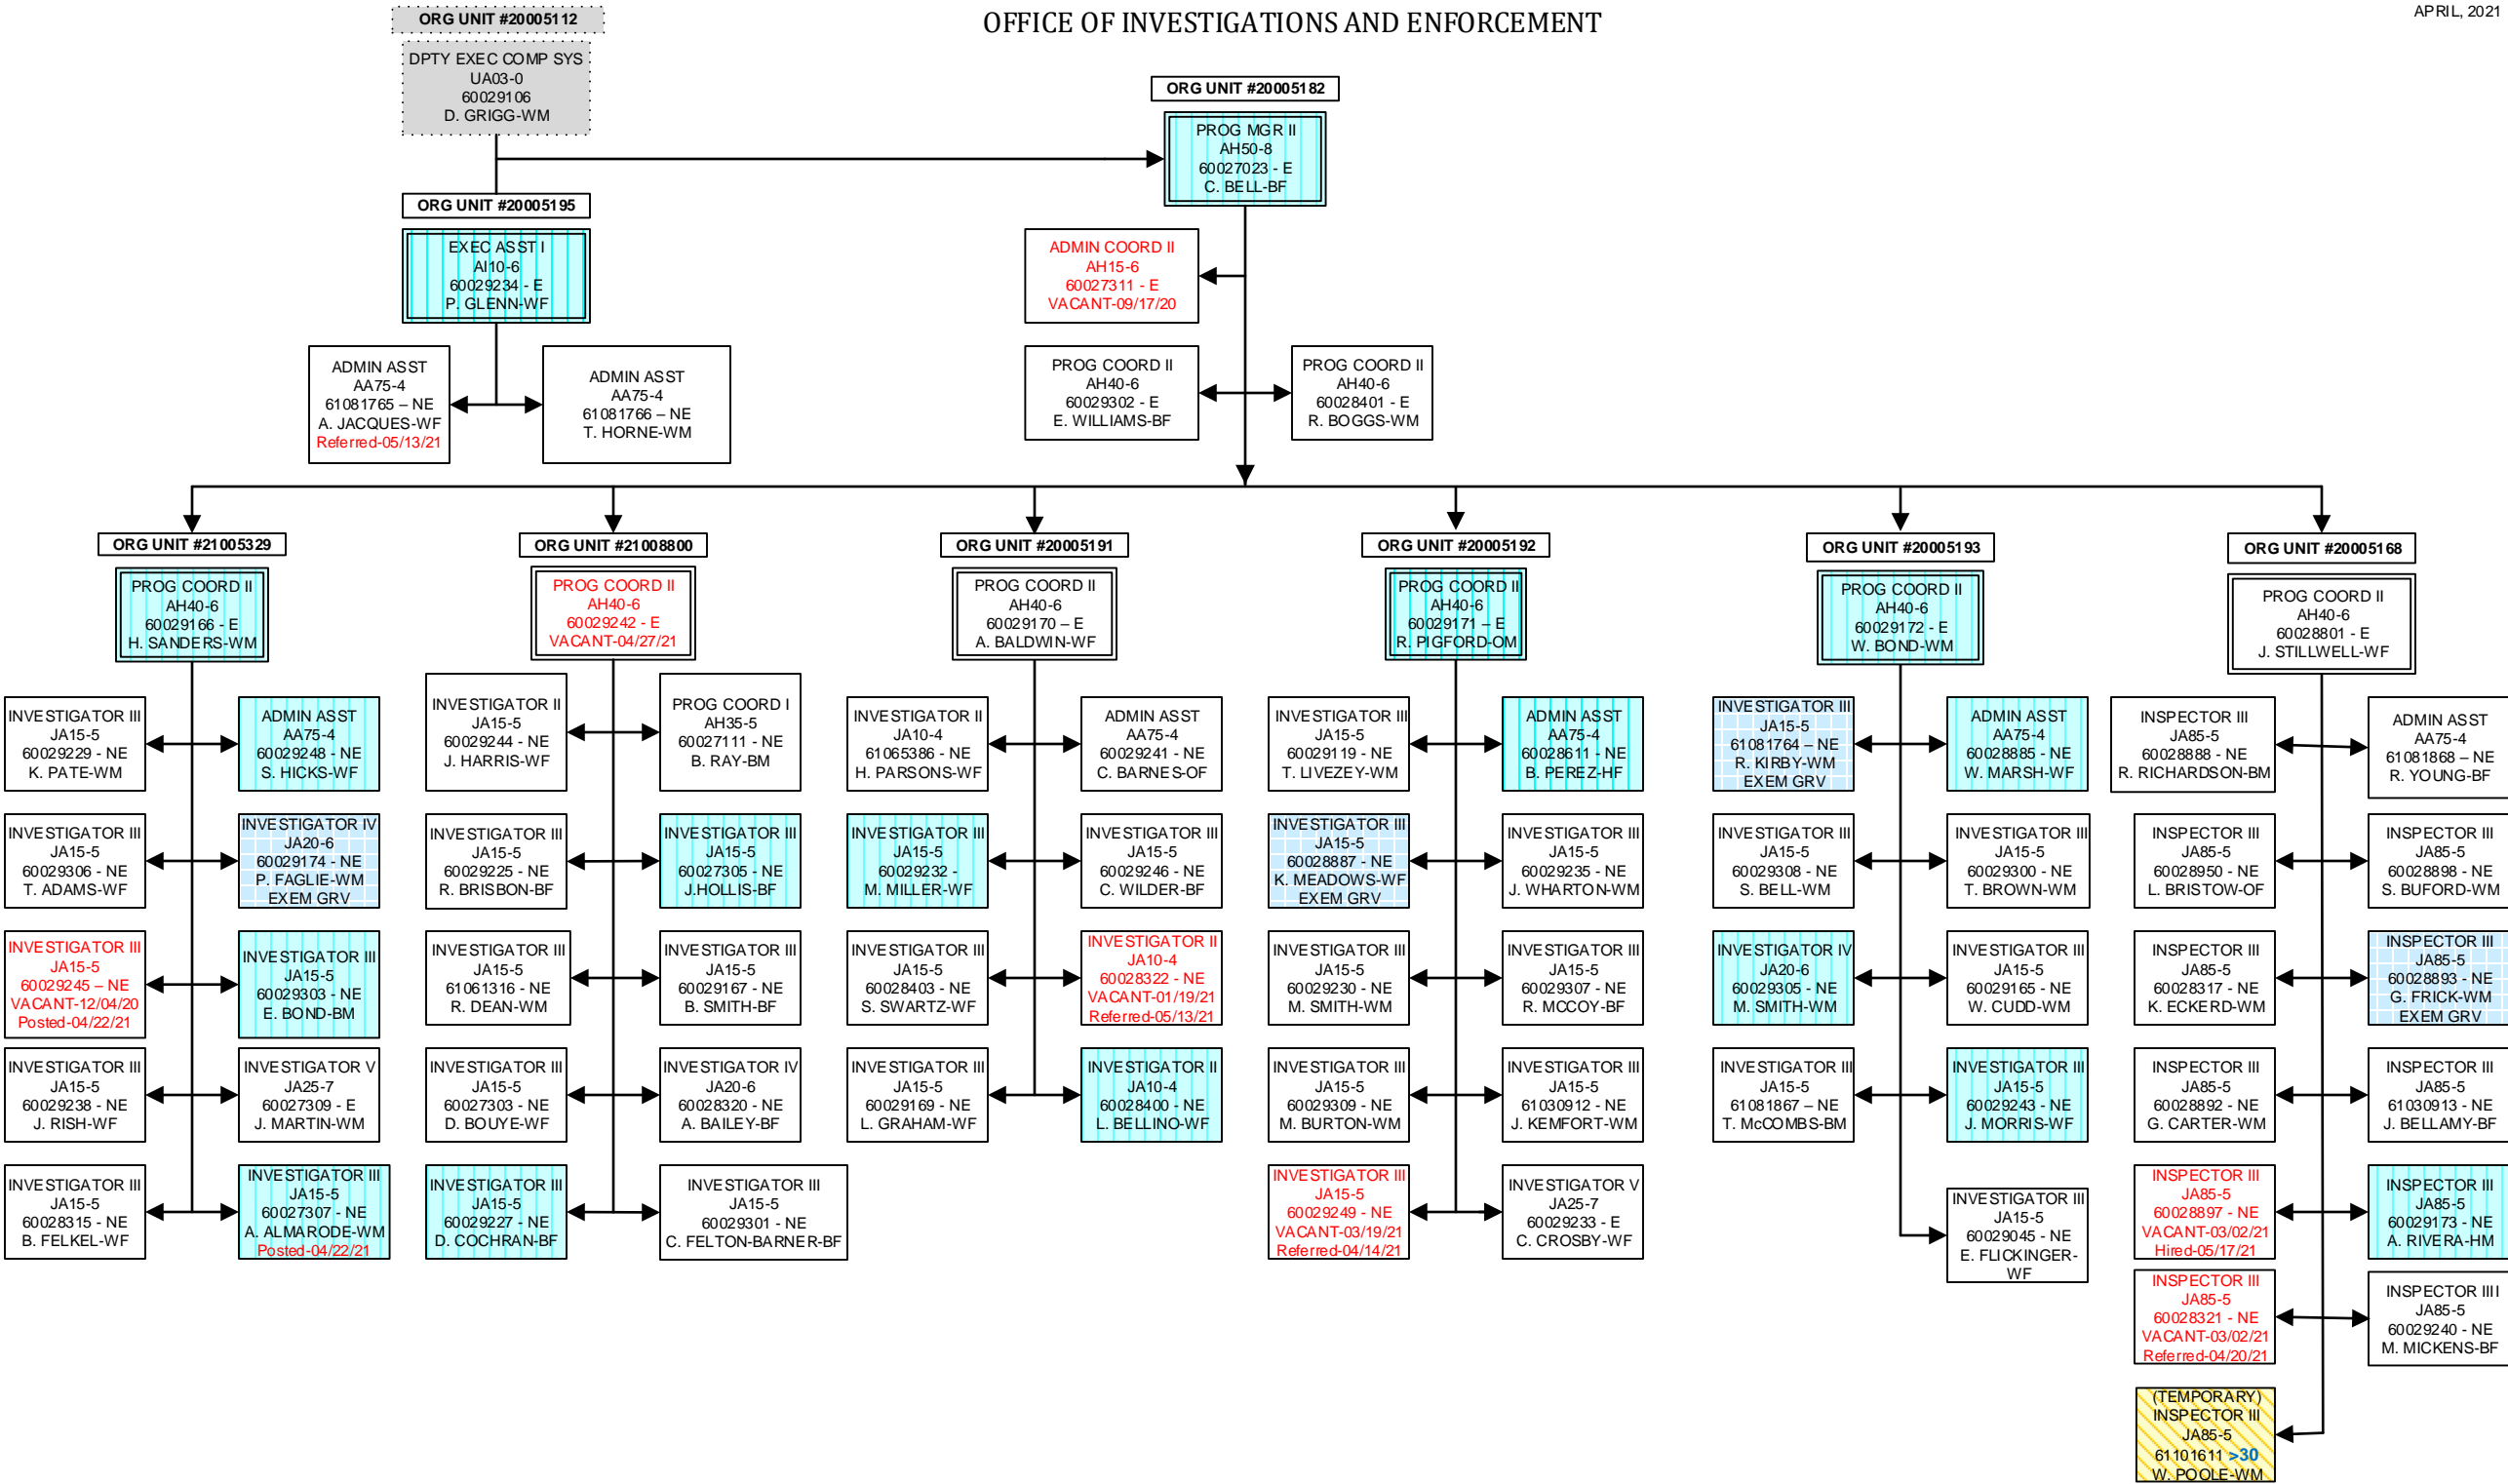 OFFICE OF INVESTIGATIONS AND ENFORCEMENT
APRIL, 2021
ORG UNIT #20005112
DPTY EXEC COMP SYS
UA03-0
60029106
D. GRIGG-WM
ORG UNIT #20005182
PROG MGR II
AH50-8
60027023 - E
C. BELL-BF
ORG UNIT #20005195
EXEC ASST I
AI10-6
60029234 - E
P. GLENN-WF
ADMIN COORD II
AH15-6
60027311 - E
VACANT-09/17/20
ADMIN ASST
AA75-4
61081765 – NE
A. JACQUES-WF
Referred-05/13/21
ADMIN ASST
AA75-4
61081766 – NE
T. HORNE-WM
PROG COORD II
AH40-6
60029302 - E
E. WILLIAMS-BF
PROG COORD II
AH40-6
60028401 - E
R. BOGGS-WM
ORG UNIT #21005329
PROG COORD II
AH40-6
60029166 - E
H. SANDERS-WM
INVESTIGATOR III
JA15-5
60029229 - NE
K. PATE-WM
ADMIN ASST
AA75-4
60029248 - NE
S. HICKS-WF
INVESTIGATOR III
JA15-5
60029306 - NE
T. ADAMS-WF
INVESTIGATOR IV
JA20-6
60029174 - NE
P. FAGLIE-WM
EXEM GRV
INVESTIGATOR III
JA15-5
60029245 – NE
VACANT-12/04/20
Posted-04/22/21
INVESTIGATOR III
JA15-5
60029303 - NE
E. BOND-BM
INVESTIGATOR III
JA15-5
60029238 - NE
J. RISH-WF
INVESTIGATOR V
JA25-7
60027309 - E
J. MARTIN-WM
INVESTIGATOR III
JA15-5
60028315 - NE
B. FELKEL-WF
INVESTIGATOR III
JA15-5
60027307 - NE
A. ALMARODE-WM
Posted-04/22/21
ORG UNIT #21008800
PROG COORD II
AH40-6
60029242 - E
VACANT-04/27/21
INVESTIGATOR II
JA15-5
60029244 - NE
J. HARRIS-WF
PROG COORD I
AH35-5
60027111 - NE
B. RAY-BM
INVESTIGATOR III
JA15-5
60029225 - NE
R. BRISBON-BF
INVESTIGATOR III
JA15-5
60027305 - NE
J.HOLLIS-BF
INVESTIGATOR III
JA15-5
61061316 - NE
R. DEAN-WM
INVESTIGATOR III
JA15-5
60029167 - NE
B. SMITH-BF
INVESTIGATOR III
JA15-5
60027303 - NE
D. BOUYE-WF
INVESTIGATOR IV
JA20-6
60028320 - NE
A. BAILEY-BF
INVESTIGATOR III
JA15-5
60029227 - NE
D. COCHRAN-BF
INVESTIGATOR III
JA15-5
60029301 - NE
C. FELTON-BARNER-BF
ORG UNIT #20005191
PROG COORD II
AH40-6
60029170 – E
A. BALDWIN-WF
INVESTIGATOR II
JA10-4
61065386 - NE
H. PARSONS-WF
ADMIN ASST
AA75-4
60029241 - NE
C. BARNES-OF
INVESTIGATOR III
JA15-5
60029232 -
M. MILLER-WF
INVESTIGATOR III
JA15-5
60029246 - NE
C. WILDER-BF
INVESTIGATOR III
JA15-5
60028403 - NE
S. SWARTZ-WF
INVESTIGATOR II
JA10-4
60028322 - NE
VACANT-01/19/21
Referred-05/13/21
INVESTIGATOR III
JA15-5
60029169 - NE
L. GRAHAM-WF
INVESTIGATOR II
JA10-4
60028400 - NE
L. BELLINO-WF
ORG UNIT #20005192
PROG COORD II
AH40-6
60029171 – E
R. PIGFORD-OM
INVESTIGATOR III
JA15-5
60029119 - NE
T. LIVEZEY-WM
ADMIN ASST
AA75-4
60028611 - NE
B. PEREZ-HF
INVESTIGATOR III
JA15-5
60028887 - NE
K. MEADOWS-WF
EXEM GRV
INVESTIGATOR III
JA15-5
60029235 - NE
J. WHARTON-WM
INVESTIGATOR III
JA15-5
60029230 - NE
M. SMITH-WM
INVESTIGATOR III
JA15-5
60029307 - NE
R. MCCOY-BF
INVESTIGATOR III
JA15-5
60029309 - NE
M. BURTON-WM
INVESTIGATOR III
JA15-5
61030912 - NE
J. KEMFORT-WM
INVESTIGATOR III
JA15-5
60029249 - NE
VACANT-03/19/21
Referred-04/14/21
INVESTIGATOR V
JA25-7
60029233 - E
C. CROSBY-WF
ORG UNIT #20005193
PROG COORD II
AH40-6
60029172 - E
W. BOND-WM
INVESTIGATOR III
JA15-5
61081764 – NE
R. KIRBY-WM
EXEM GRV
ADMIN ASST
AA75-4
60028885 - NE
W. MARSH-WF
INVESTIGATOR III
JA15-5
60029308 - NE
S. BELL-WM
INVESTIGATOR III
JA15-5
60029300 - NE
T. BROWN-WM
INVESTIGATOR IV
JA20-6
60029305 - NE
M. SMITH-WM
INVESTIGATOR III
JA15-5
60029165 - NE
W. CUDD-WM
INVESTIGATOR III
JA15-5
61081867 – NE
T. McCOMBS-BM
INVESTIGATOR III
JA15-5
60029243 - NE
J. MORRIS-WF
INVESTIGATOR III
JA15-5
60029045 - NE
E. FLICKINGER-
WF
ORG UNIT #20005168
PROG COORD II
AH40-6
60028801 - E
J. STILLWELL-WF
INSPECTOR III
JA85-5
60028888 - NE
R. RICHARDSON-BM
ADMIN ASST
AA75-4
61081868 – NE
R. YOUNG-BF
INSPECTOR III
JA85-5
60028950 - NE
L. BRISTOW-OF
INSPECTOR III
JA85-5
60028898 - NE
S. BUFORD-WM
INSPECTOR III
JA85-5
60028317 - NE
K. ECKERD-WM
INSPECTOR III
JA85-5
60028893 - NE
G. FRICK-WM
EXEM GRV
INSPECTOR III
JA85-5
60028892 - NE
G. CARTER-WM
INSPECTOR III
JA85-5
61030913 - NE
J. BELLAMY-BF
INSPECTOR III
JA85-5
60028897 - NE
VACANT-03/02/21
Hired-05/17/21
INSPECTOR III
JA85-5
60029173 - NE
A. RIVERA-HM
INSPECTOR III
JA85-5
60028321 - NE
VACANT-03/02/21
Referred-04/20/21
INSPECTOR IIII
JA85-5
60029240 - NE
M. MICKENS-BF
(TEMPORARY)
INSPECTOR III
JA85-5
61101611 >30
W. POOLE-WM